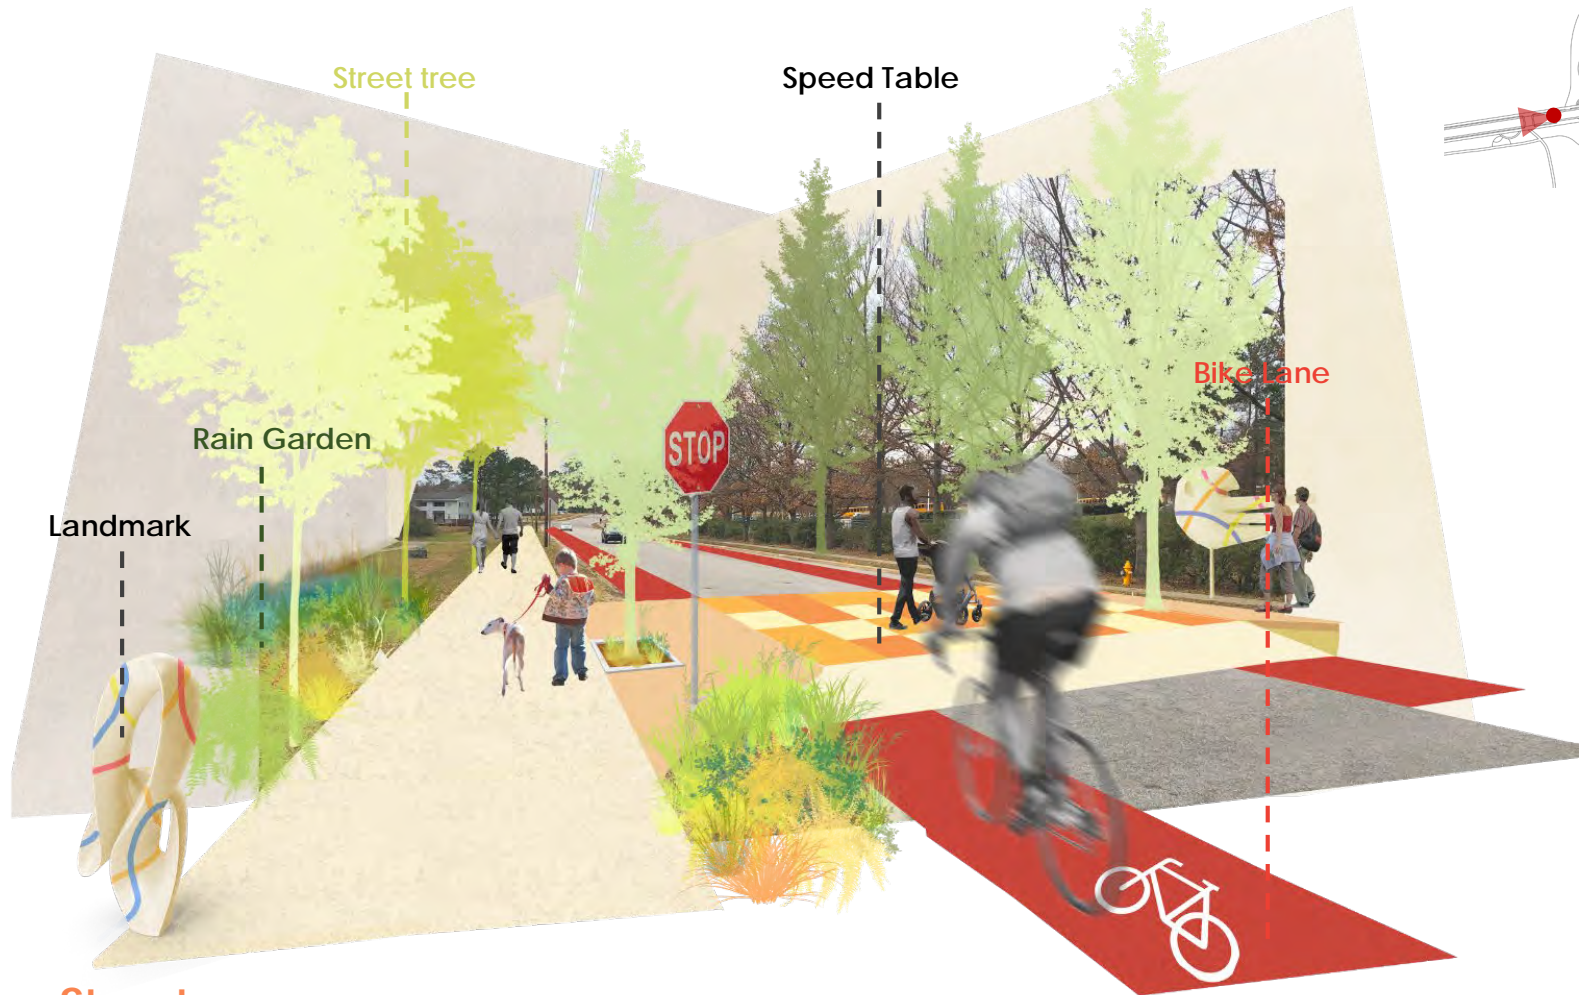 Street tree
Speed Table
Bike Lane
STOP
Rain Garden
Landmark